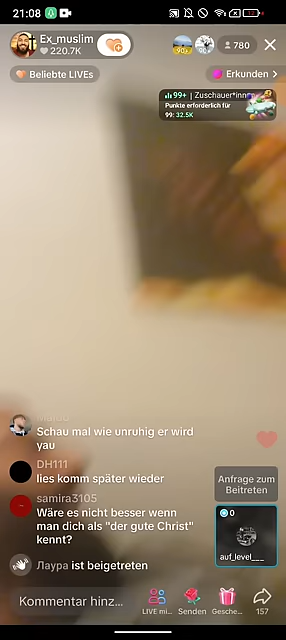 21:08
Ex_muslim
220.7K
90+
780
Beliebte LIVEs
Erkunden >
99+ | Zuschauer*innen
Punkte erforderlich für
99: 32.5K
Schau mal wie unruhig er wird
yau
DH111
lies komm später wieder
samira3105
Wäre es nicht besser wenn
man dich als "der gute Christ"
kennt?
Лаура ist beigetreten
Anfrage zum
Beitreten
0
auf_level___
Kommentar hinz...
LIVE mi...
Senden
Gesche...
157